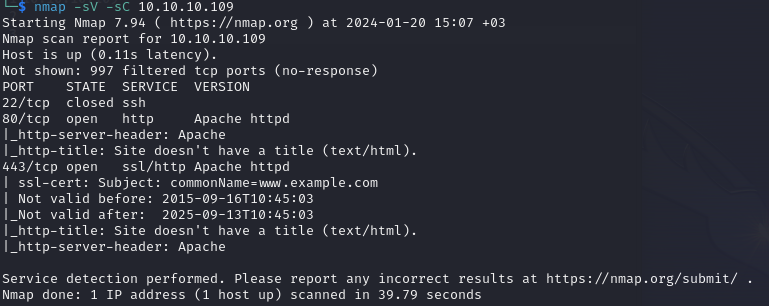 └─$ nmap -sV -sC 10.10.10.109
Starting Nmap 7.94 ( https://nmap.org ) at 2024-01-20 15:07 +03
Nmap scan report for 10.10.10.109
Host is up (0.11s latency).
Not shown: 997 filtered tcp ports (no-response)
PORT    STATE  SERVICE  VERSION
22/tcp  closed ssh
80/tcp  open   http     Apache httpd
|_http-server-header: Apache
|_http-title: Site doesn't have a title (text/html).
443/tcp open   ssl/http Apache httpd
| ssl-cert: Subject: commonName=www.example.com
| Not valid before: 2015-09-16T10:45:03
|_Not valid after:  2025-09-13T10:45:03
|_http-title: Site doesn't have a title (text/html).
|_http-server-header: Apache

Service detection performed. Please report any incorrect results at https://nmap.org/submit/ .
Nmap done: 1 IP address (1 host up) scanned in 39.79 seconds